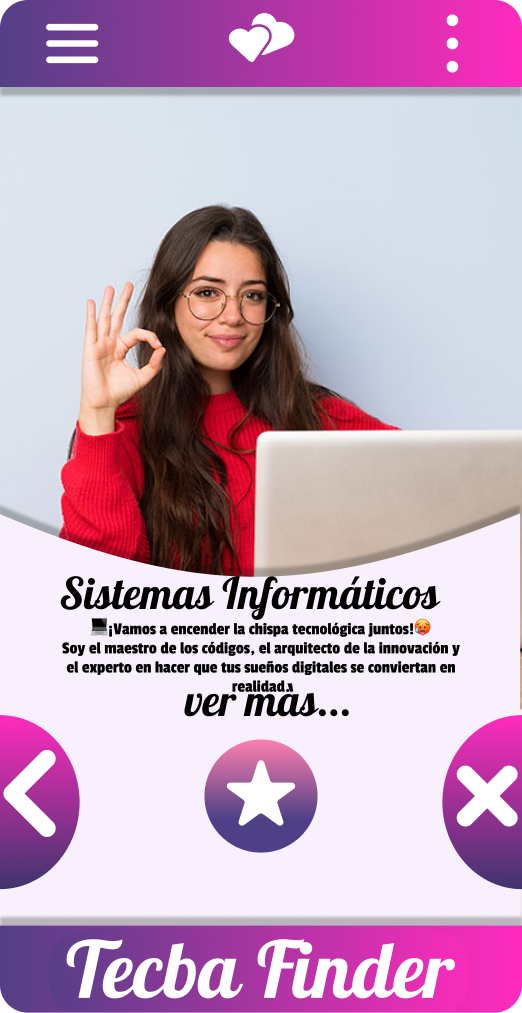 Sistemas Informáticos
💻¡Vamos a encender la chispa tecnológica juntos!🥵
Soy el maestro de los códigos, el arquitecto de la innovación y
el experto en hacer que tus sueños digitales se conviertan en
realidad.
ver más...
Tecba Finder